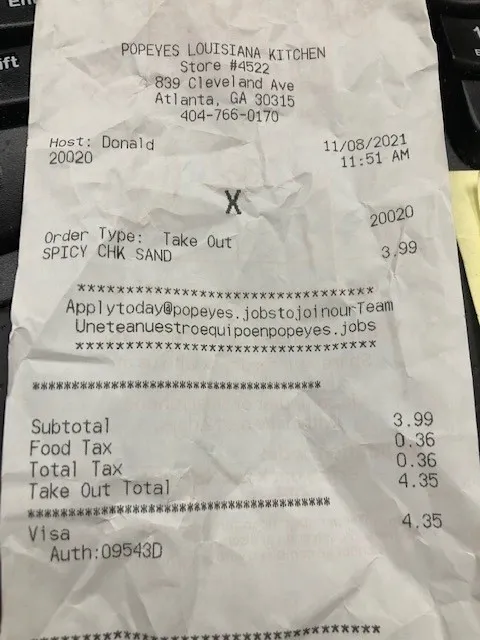 POPEYES LOUISIANA KITCHEN
Store #4522
839 Cleveland Ave
Atlanta, GA 30315
404-766-0170
Host: Donald 11/08/2021
20020 11:51 AM
X
20020
Order Type: Take Out
SPICY CHK SAND 3.99
**********************************
Applytoday@popeyes.jobstojoinourTeam
Uneteanuestroequipoenpopeyes.jobs
**********************************
**********************************
Subtotal 3.99
Food Tax 0.36
Total Tax 0.36
Take Out Total 4.35
**********************************
Visa 4.35
Auth:09543D
**********************************